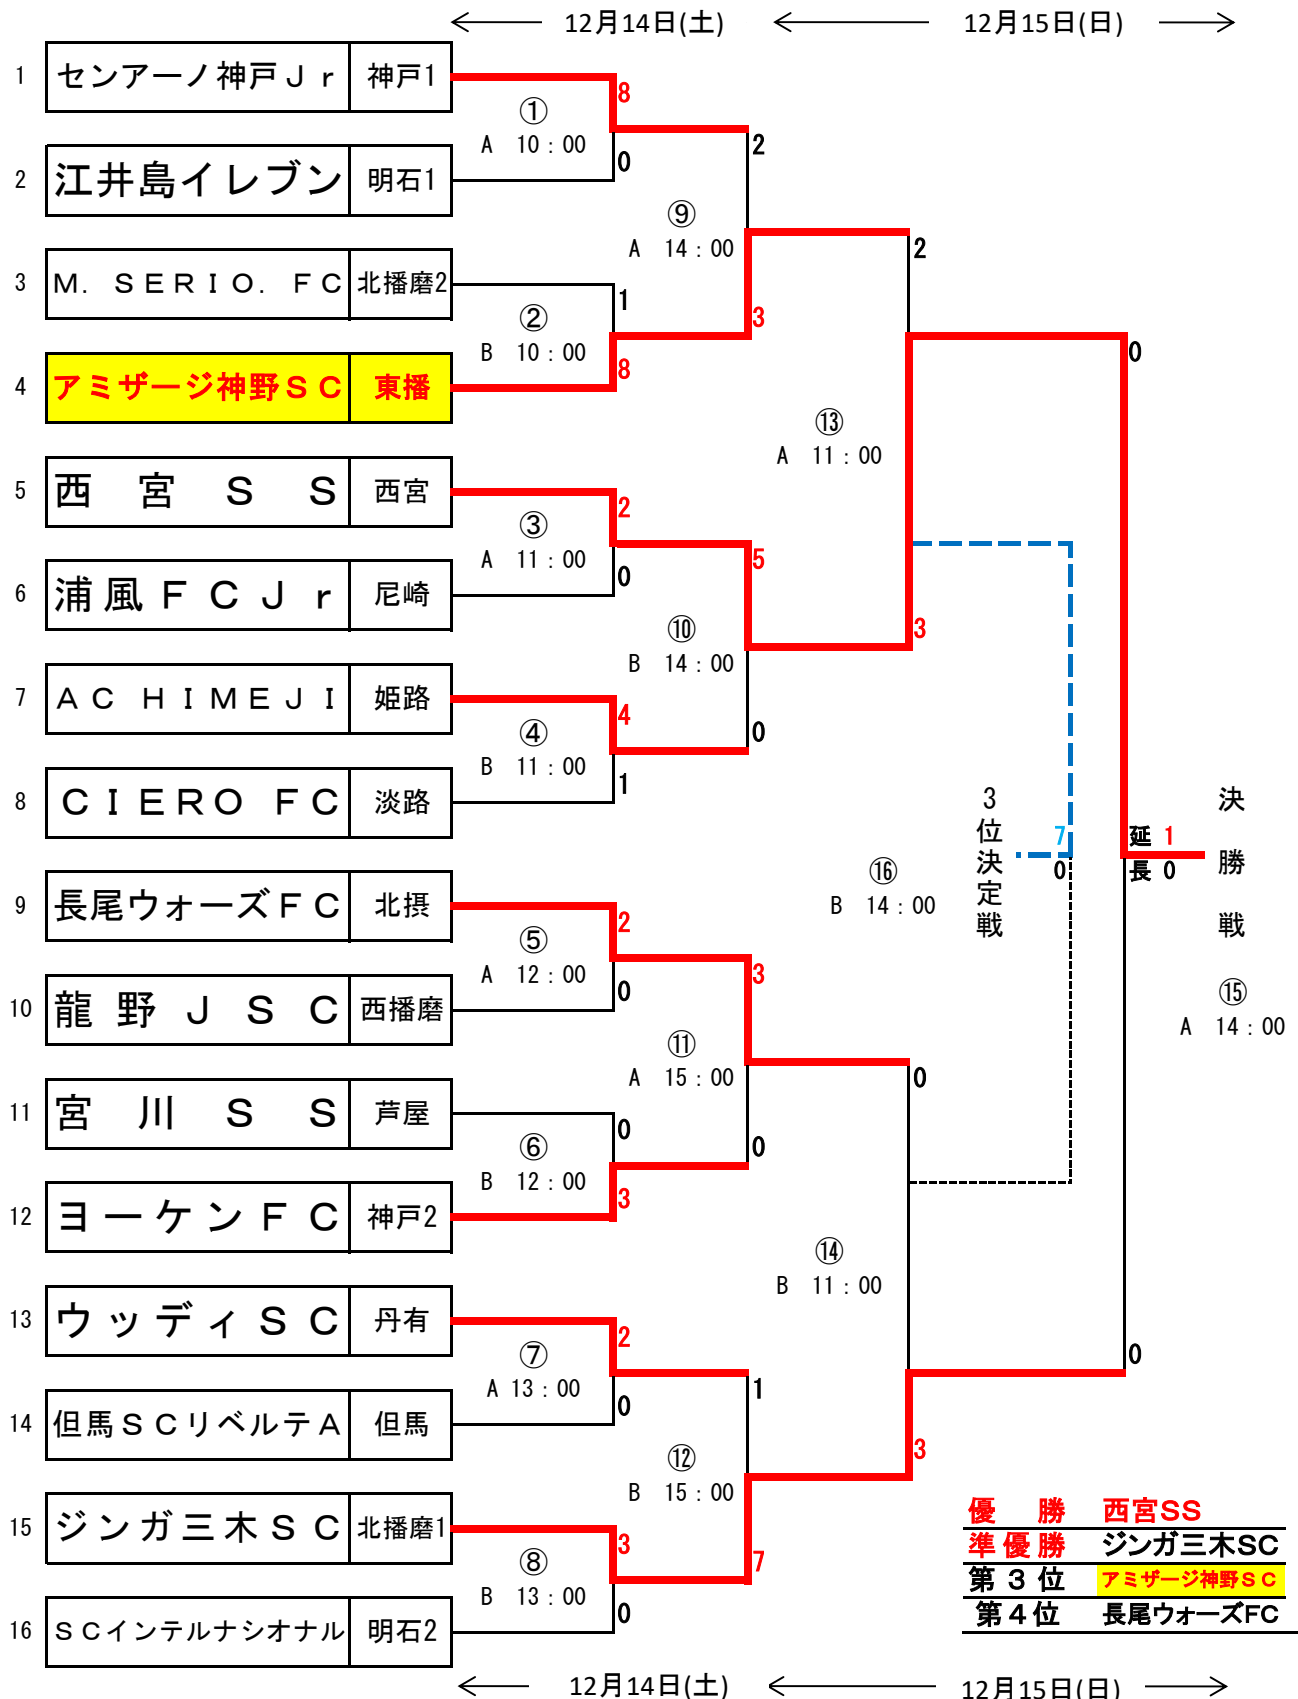 12月14日(土) 12月15日(日)
1 センアーノ神戸Ｊｒ 神戸1
8
①
A 10：00
0
2
2 江井島イレブン 明石1
⑨
A 14：00
2
3 M. SERIO. FC 北播磨2
1
②
B 10：00
8
3
4 アミザージ神野ＳＣ 東播
0
⑬
A 11：00
5 西宮ＳＳ 西宮
2
③
A 11：00
0
5
6 浦風ＦＣＪｒ 尼崎
⑩
B 14：00
3
7 AC HIMEJI 姫路
4
④
B 11：00
1
0
8 CIERO FC 淡路
3位決定戦
7
0
延 1
長 0
決勝戦
⑯
B 14：00
⑮
A 14：00
9 長尾ウォーズＦＣ 北摂
2
⑤
A 12：00
0
3
10 龍野ＪＳＣ 西播磨
⑪
A 15：00
0
11 宮川ＳＳ 芦屋
0
⑥
B 12：00
3
0
12 ヨーケンＦＣ 神戸2
⑭
B 11：00
13 ウッディＳＣ 丹有
2
⑦
A 13：00
0
1
0
14 但馬ＳＣリベルテＡ 但馬
⑫
B 15：00
3
15 ジンガ三木ＳＣ 北播磨1
3
⑧
B 13：00
0
7
16 ＳＣインテルナシオナル 明石2
優勝 西宮SS
準優勝 ジンガ三木SC
第３位 アミザージ神野ＳＣ
第４位 長尾ウォーズFC
12月14日(土) 12月15日(日)